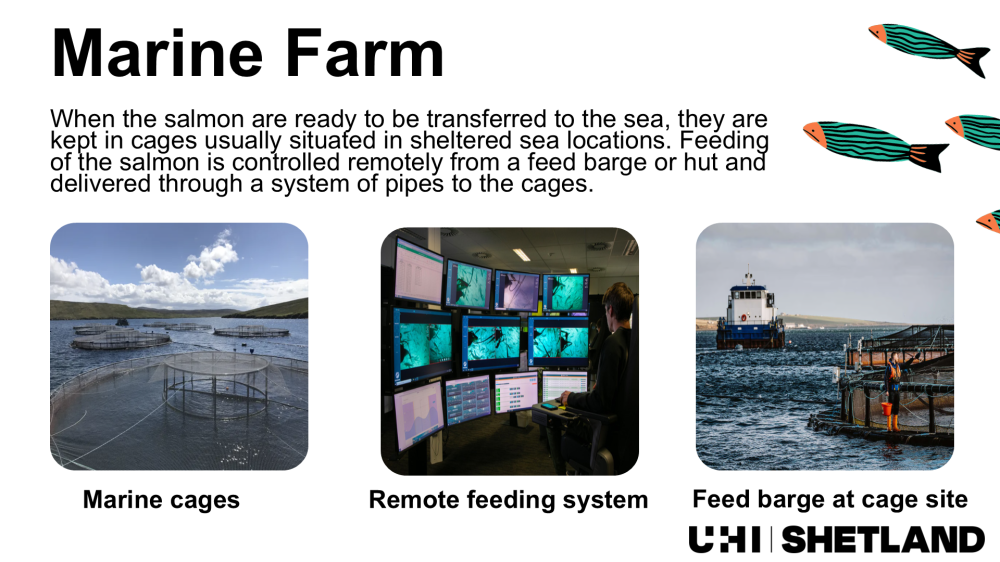 Marine Farm
When the salmon are ready to be transferred to the sea, they are
kept in cages usually situated in sheltered sea locations. Feeding
of the salmon is controlled remotely from a feed barge or hut and
delivered through a system of pipes to the cages.
Marine cages
Remote feeding system
Feed barge at cage site
UHI | SHETLAND